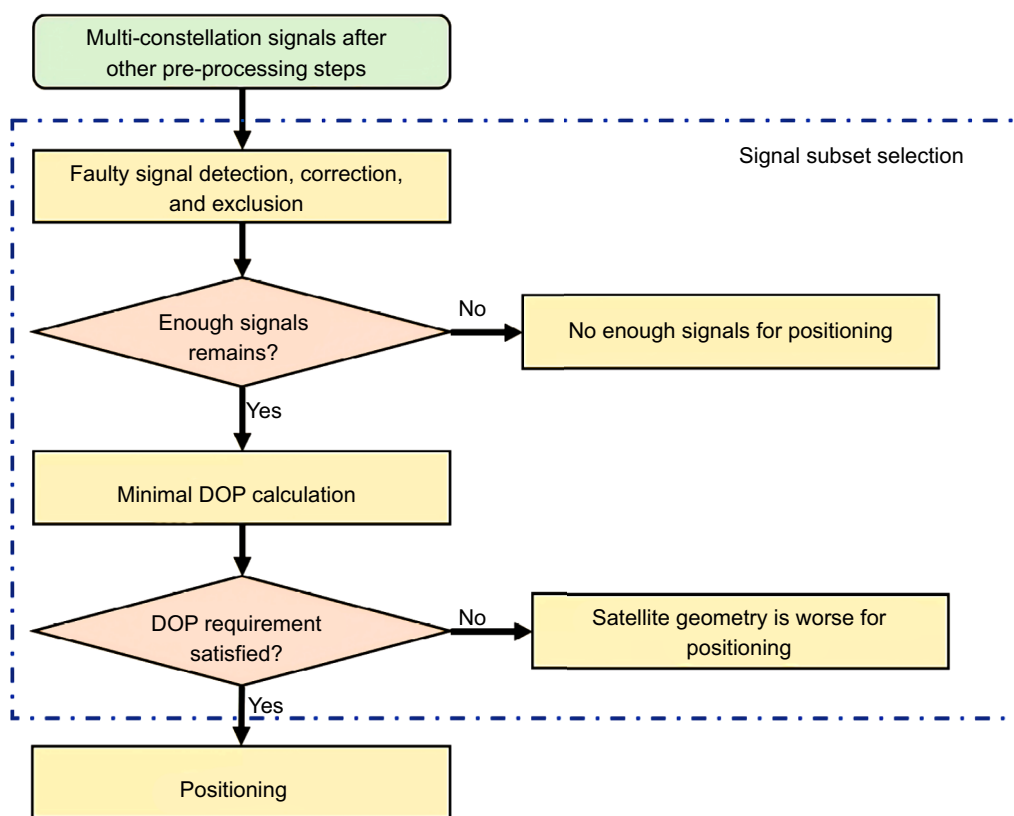 Multi-constellation signals after
other pre-processing steps
Signal subset selection
Faulty signal detection, correction,
and exclusion
Enough signals
remains?
No
No enough signals for positioning
Yes
Minimal DOP calculation
DOP requirement
satisfied?
No
Satellite geometry is worse for
positioning
Yes
Positioning